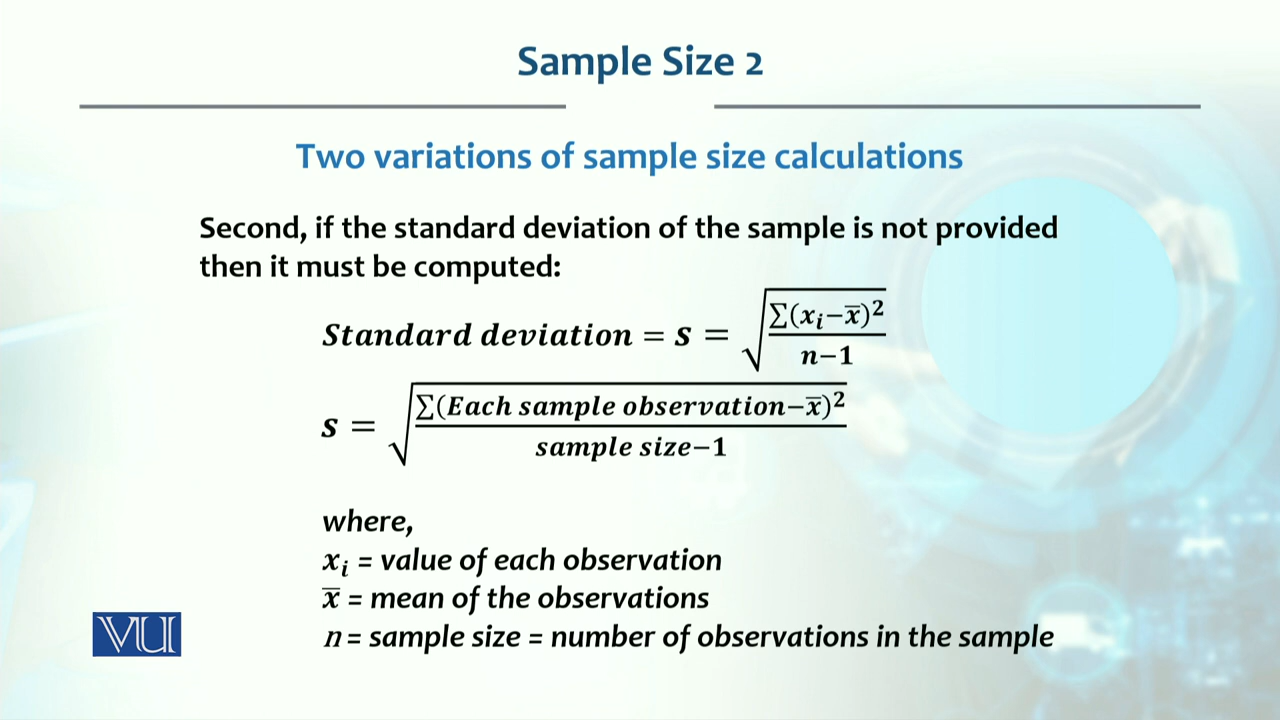 Sample Size 2
Two variations of sample size calculations
Second, if the standard deviation of the sample is not provided
then it must be computed:
Standard deviation = s = √(∑(xᵢ−x̅)²/n−1)
s = √(∑(Each sample observation−x̅)²/sample size−1)
where,
xᵢ = value of each observation
x̅ = mean of the observations
n = sample size = number of observations in the sample
VU